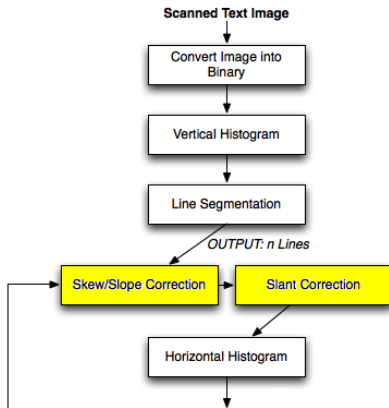 Scanned Text Image
Convert Image into
Binary
Vertical Histogram
Line Segmentation
OUTPUT: n Lines
Skew/Slope Correction
Slant Correction
Horizontal Histogram